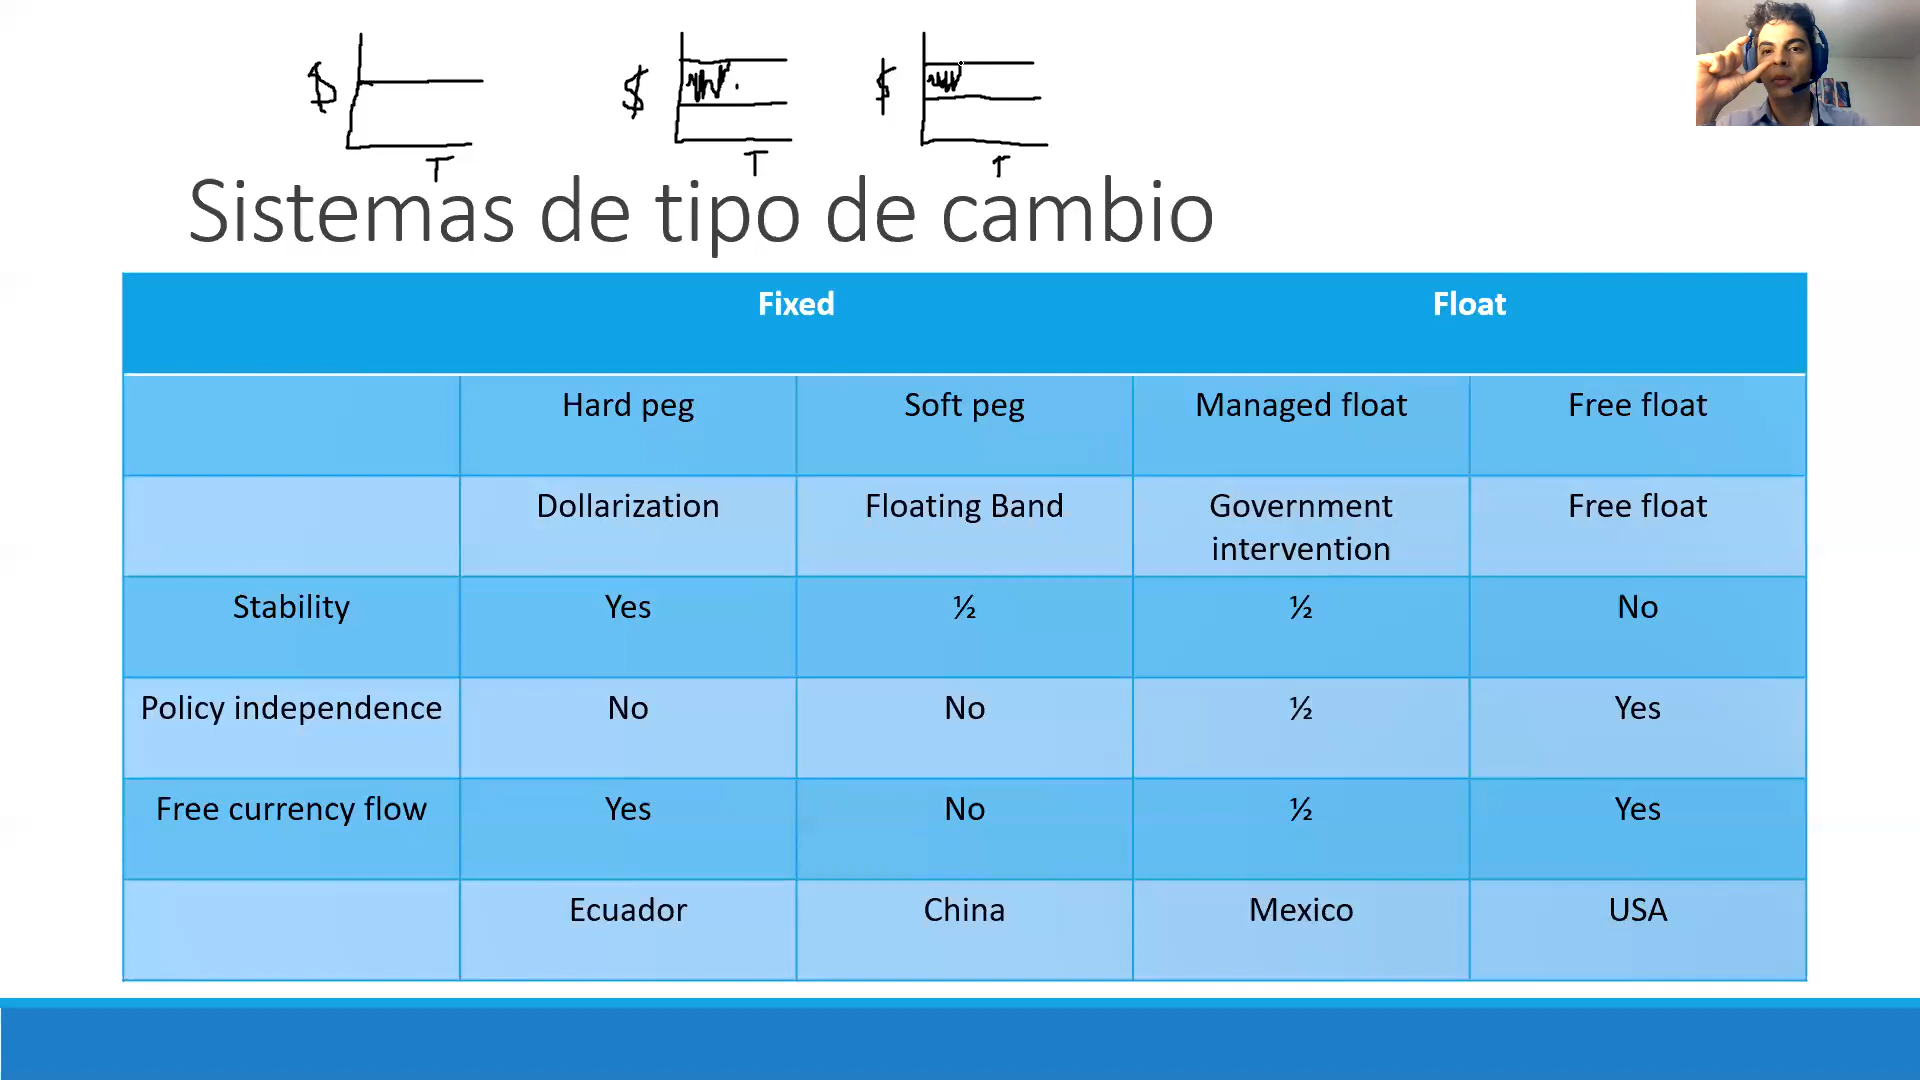 $ $ $
T T T
Sistemas de tipo de cambio
Fixed Float
Hard peg Soft peg Managed float Free float
Dollarization Floating Band Government intervention Free float
Stability Yes ½ ½ No
Policy independence No No ½ Yes
Free currency flow Yes No ½ Yes
Ecuador China Mexico USA